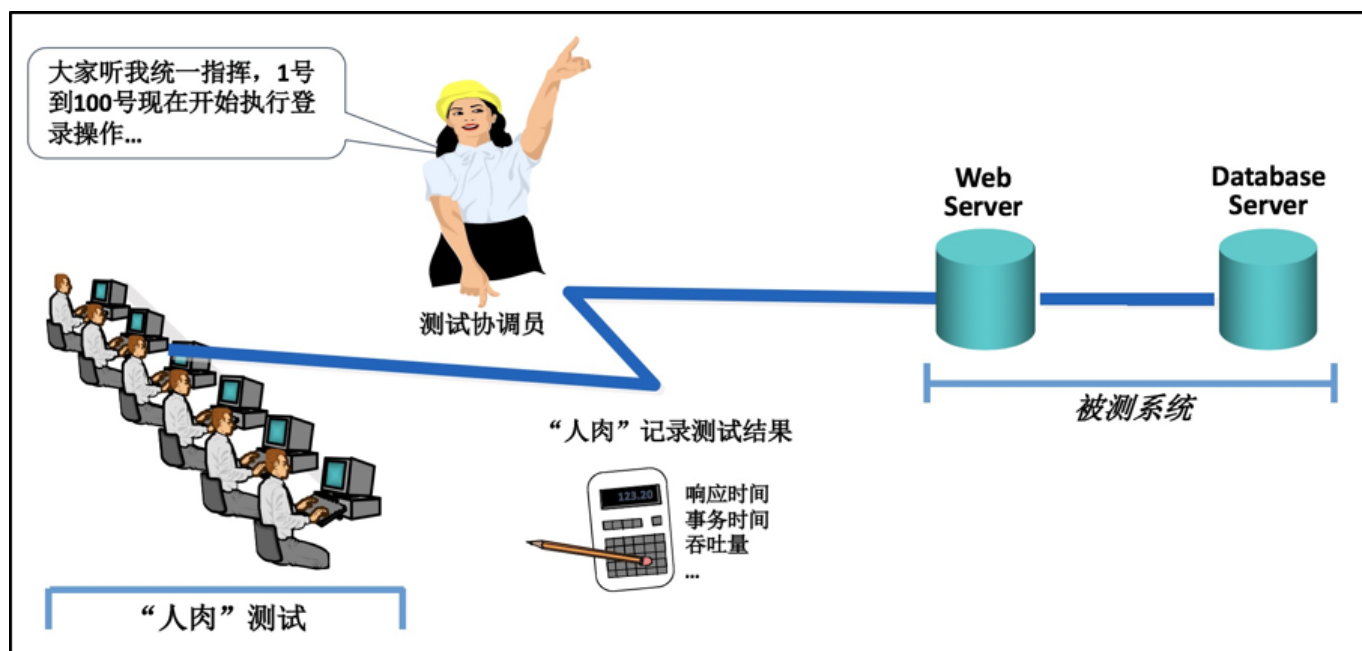 大家听我统一指挥，1号
到100号现在开始执行登
录操作...
测试协调员
Web
Server
Database
Server
被测系统
“人肉”记录测试结果
123.20
响应时间
事务时间
吞吐量
...
“人肉”测试